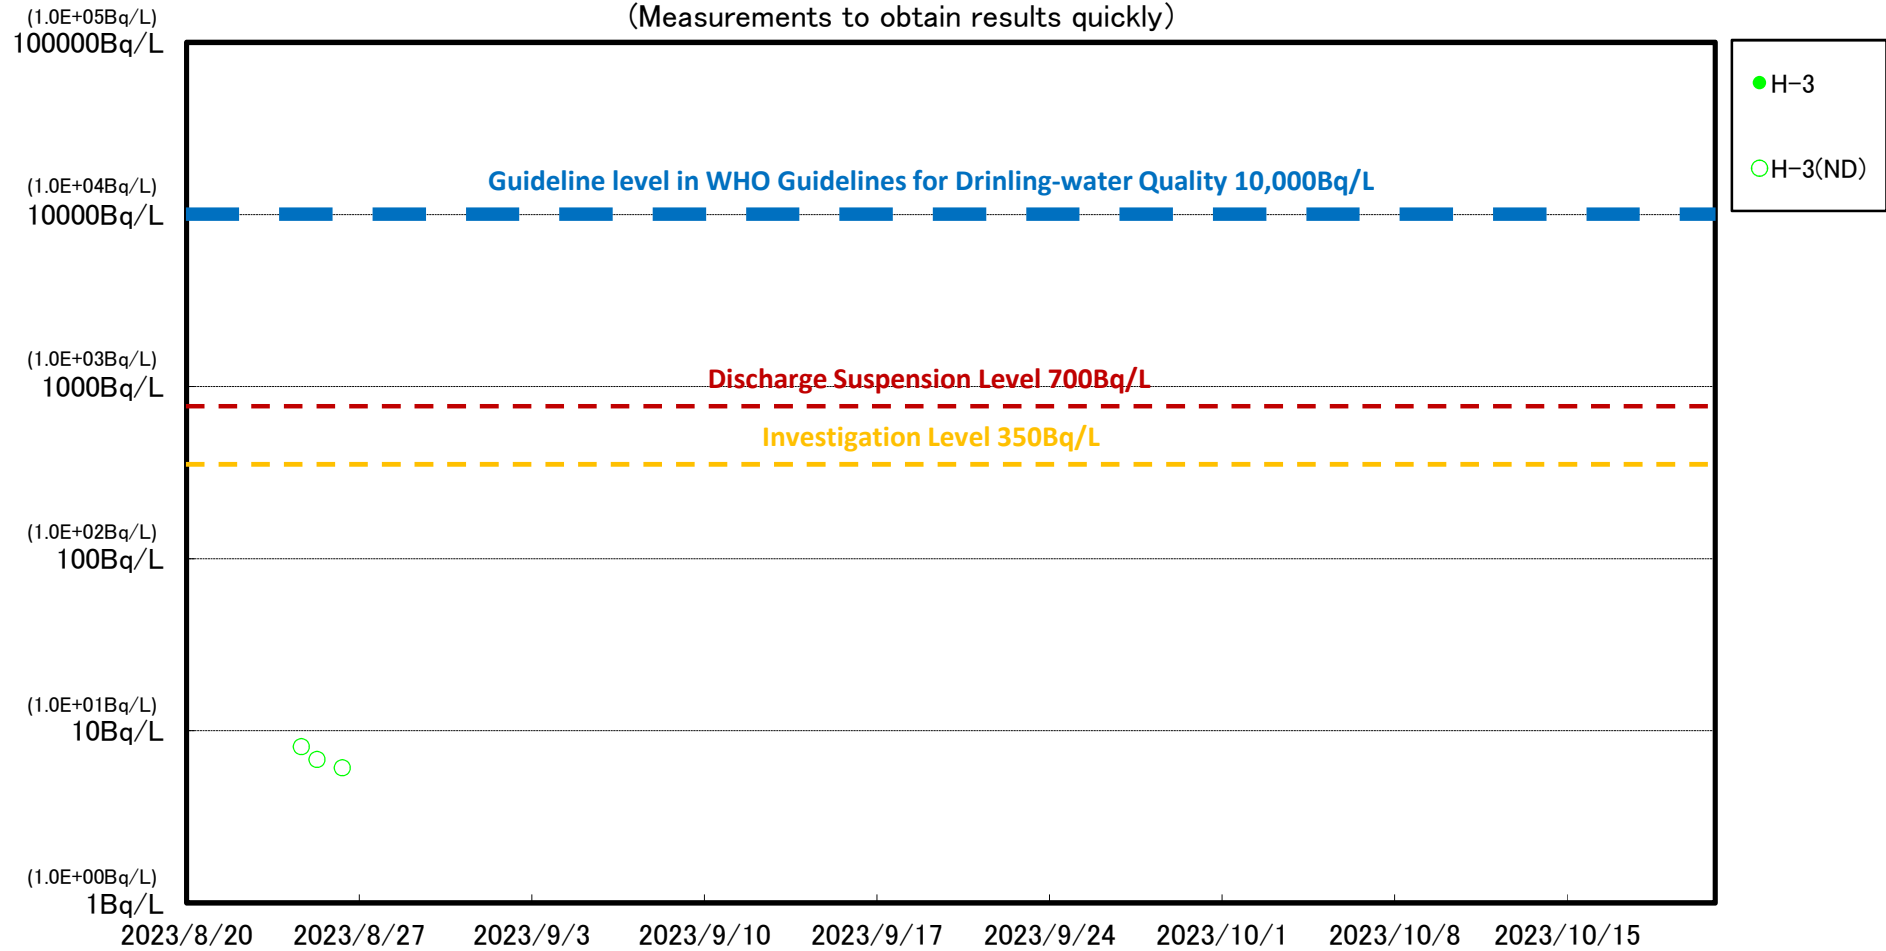 (Measurements to obtain results quickly)
(1.0E+05Bq/L)
100000Bq/L
H-3
H-3(ND)
Guideline level in WHO Guidelines for Drinling-water Quality 10,000Bq/L
(1.0E+04Bq/L)
10000Bq/L
(1.0E+03Bq/L)
1000Bq/L
Discharge Suspension Level 700Bq/L
Investigation Level 350Bq/L
(1.0E+02Bq/L)
100Bq/L
(1.0E+01Bq/L)
10Bq/L
(1.0E+00Bq/L)
1Bq/L
2023/8/20 2023/8/27 2023/9/3 2023/9/10 2023/9/17 2023/9/24 2023/10/1 2023/10/8 2023/10/15